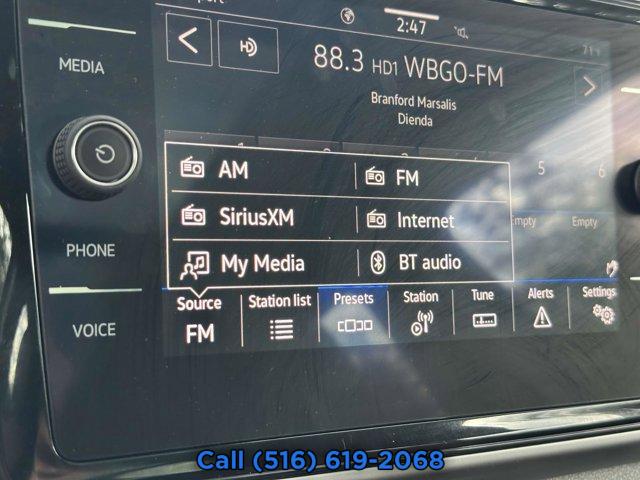 2:47
MEDIA
HD
88.3 HD1 WBGO-FM
Branford Marsalis
Dienda
AM
FM
5
6
SiriusXM
Internet
Empty
Empty
My Media
BT audio
PHONE
Source
Station list
Presets
Station
Tune
Alerts
Settings
FM
VOICE
Call (516) 619-2068